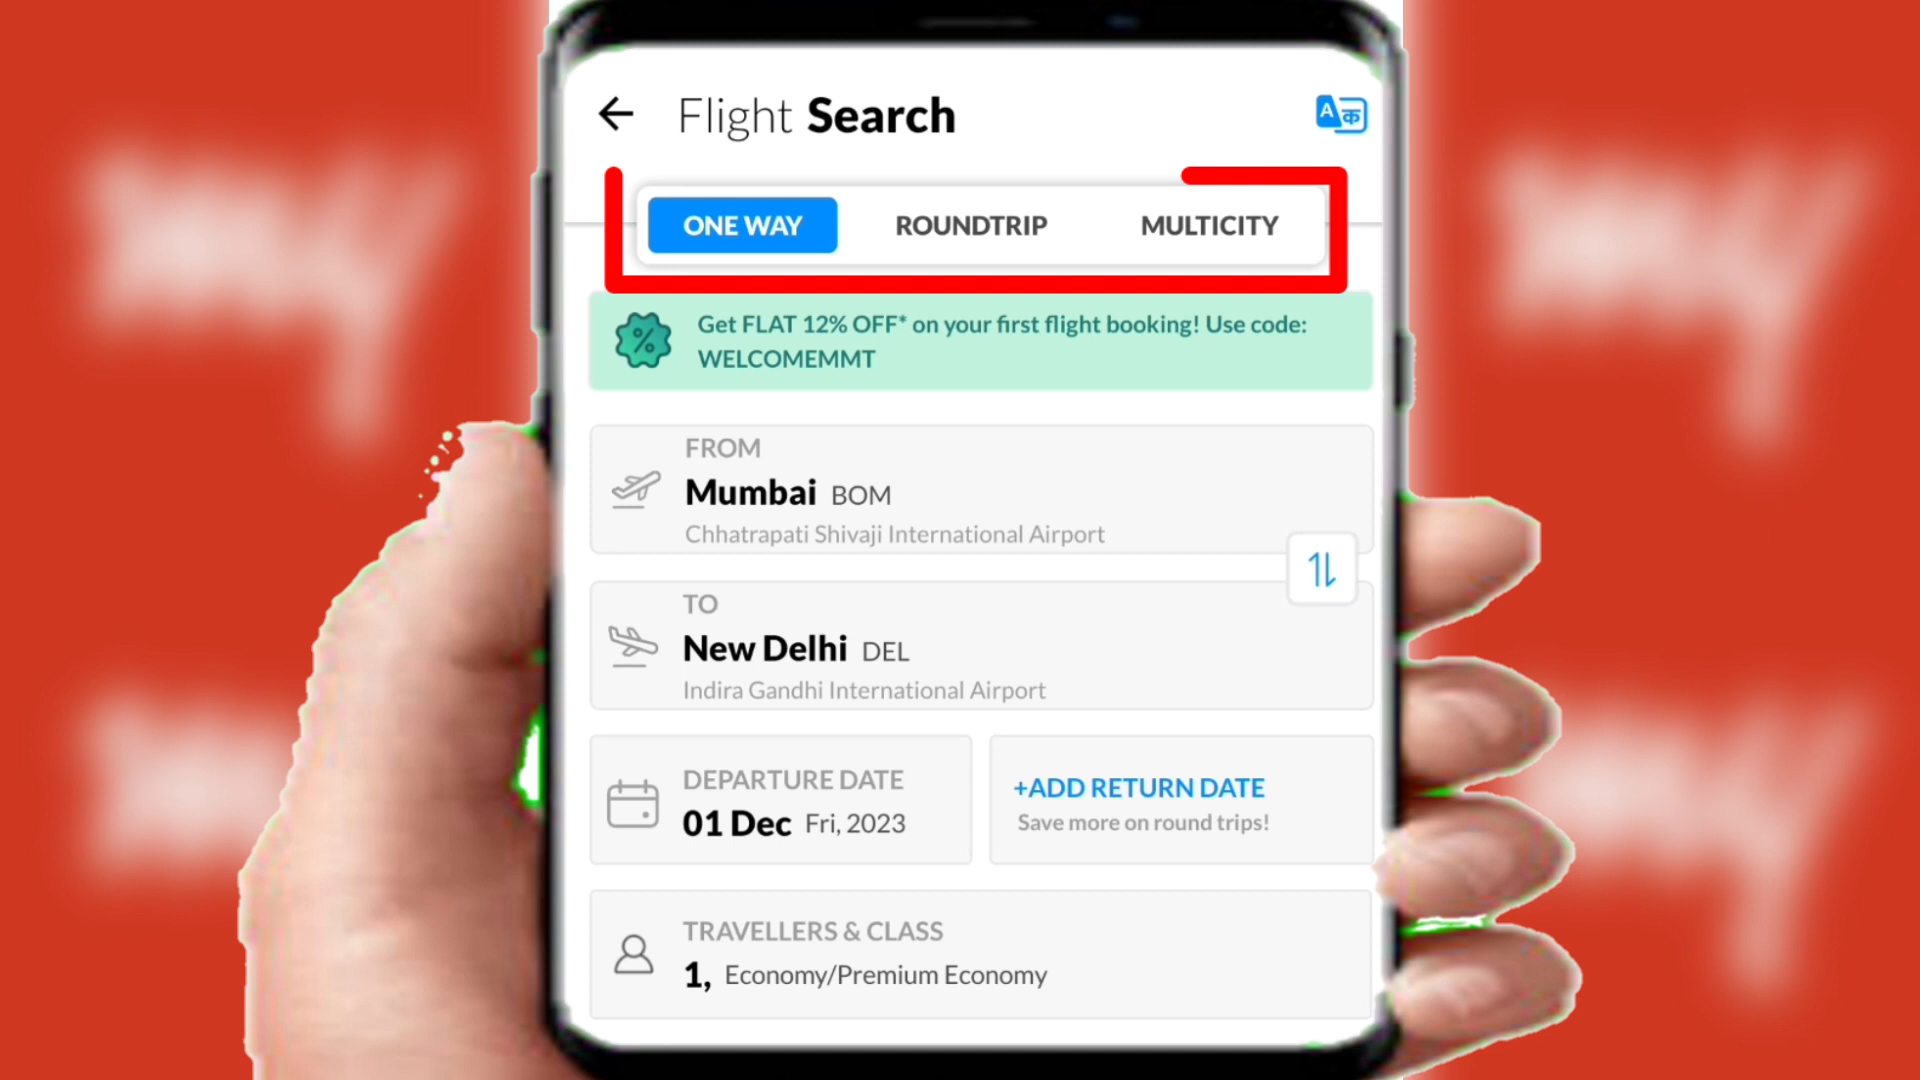 Flight Search
A क
ONE WAY ROUNDTRIP MULTICITY
Get FLAT 12% OFF* on your first flight booking! Use code:
WELCOMEMMT
FROM
Mumbai BOM
Chhatrapati Shivaji International Airport
TO
New Delhi DEL
Indira Gandhi International Airport
DEPARTURE DATE
01 Dec Fri, 2023
+ADD RETURN DATE
Save more on round trips!
TRAVELLERS & CLASS
1, Economy/Premium Economy